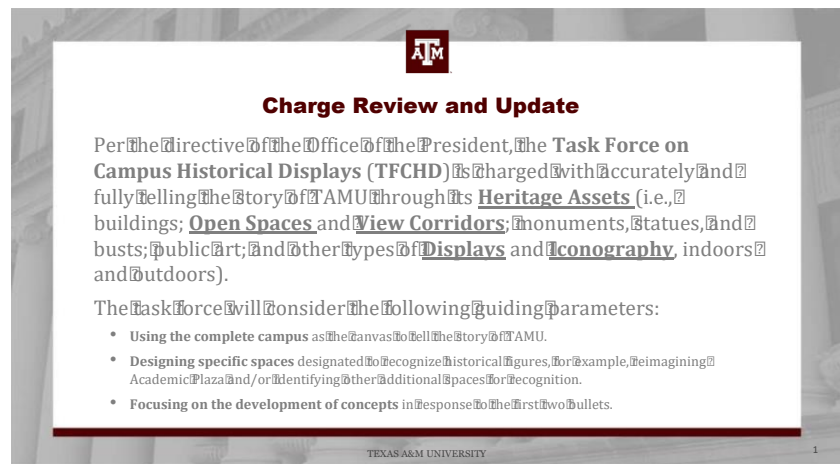 ATM
Charge Review and Update
Per the directive of the Office of the President, the Task Force on
Campus Historical Displays (TFCHD) is charged with accurately and
fully telling the story of TAMU through its Heritage Assets (i.e.,
buildings; Open Spaces and View Corridors; monuments, statues, and
busts; public art; and other types of Displays and Iconography, indoors
and outdoors).
The task force will consider the following guiding parameters:
• Using the complete campus as the canvas to tell the story of TAMU.
• Designing specific spaces designated to recognize historical figures, for example, reimagining
Academic Plaza and/or identifying other additional spaces for recognition.
• Focusing on the development of concepts in response to the first two bullets.
TEXAS A&M UNIVERSITY
1